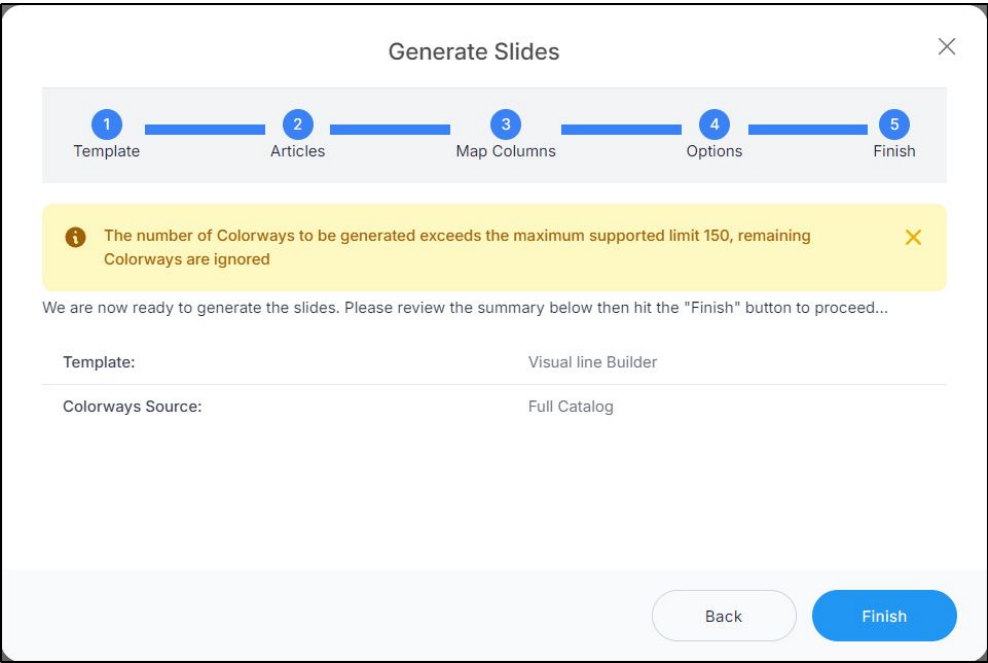 Generate Slides
1 2 3 4 5
Template Articles Map Columns Options Finish
The number of Colorways to be generated exceeds the maximum supported limit 150, remaining
Colorways are ignored
We are now ready to generate the slides. Please review the summary below then hit the "Finish" button to proceed...
Template: Visual line Builder
Colorways Source: Full Catalog
Back Finish